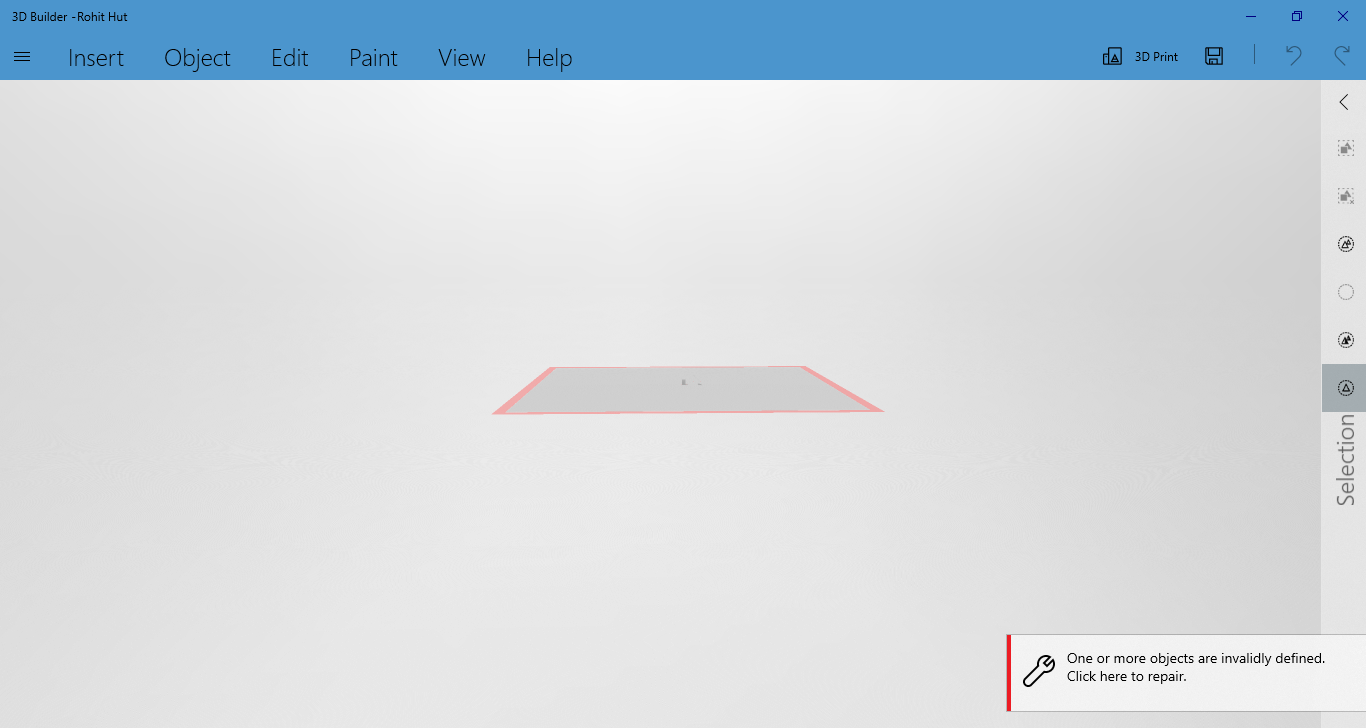 3D Builder -Rohit Hut
Insert Object Edit Paint View Help
3D Print
Selection
One or more objects are invalidly defined.
Click here to repair.